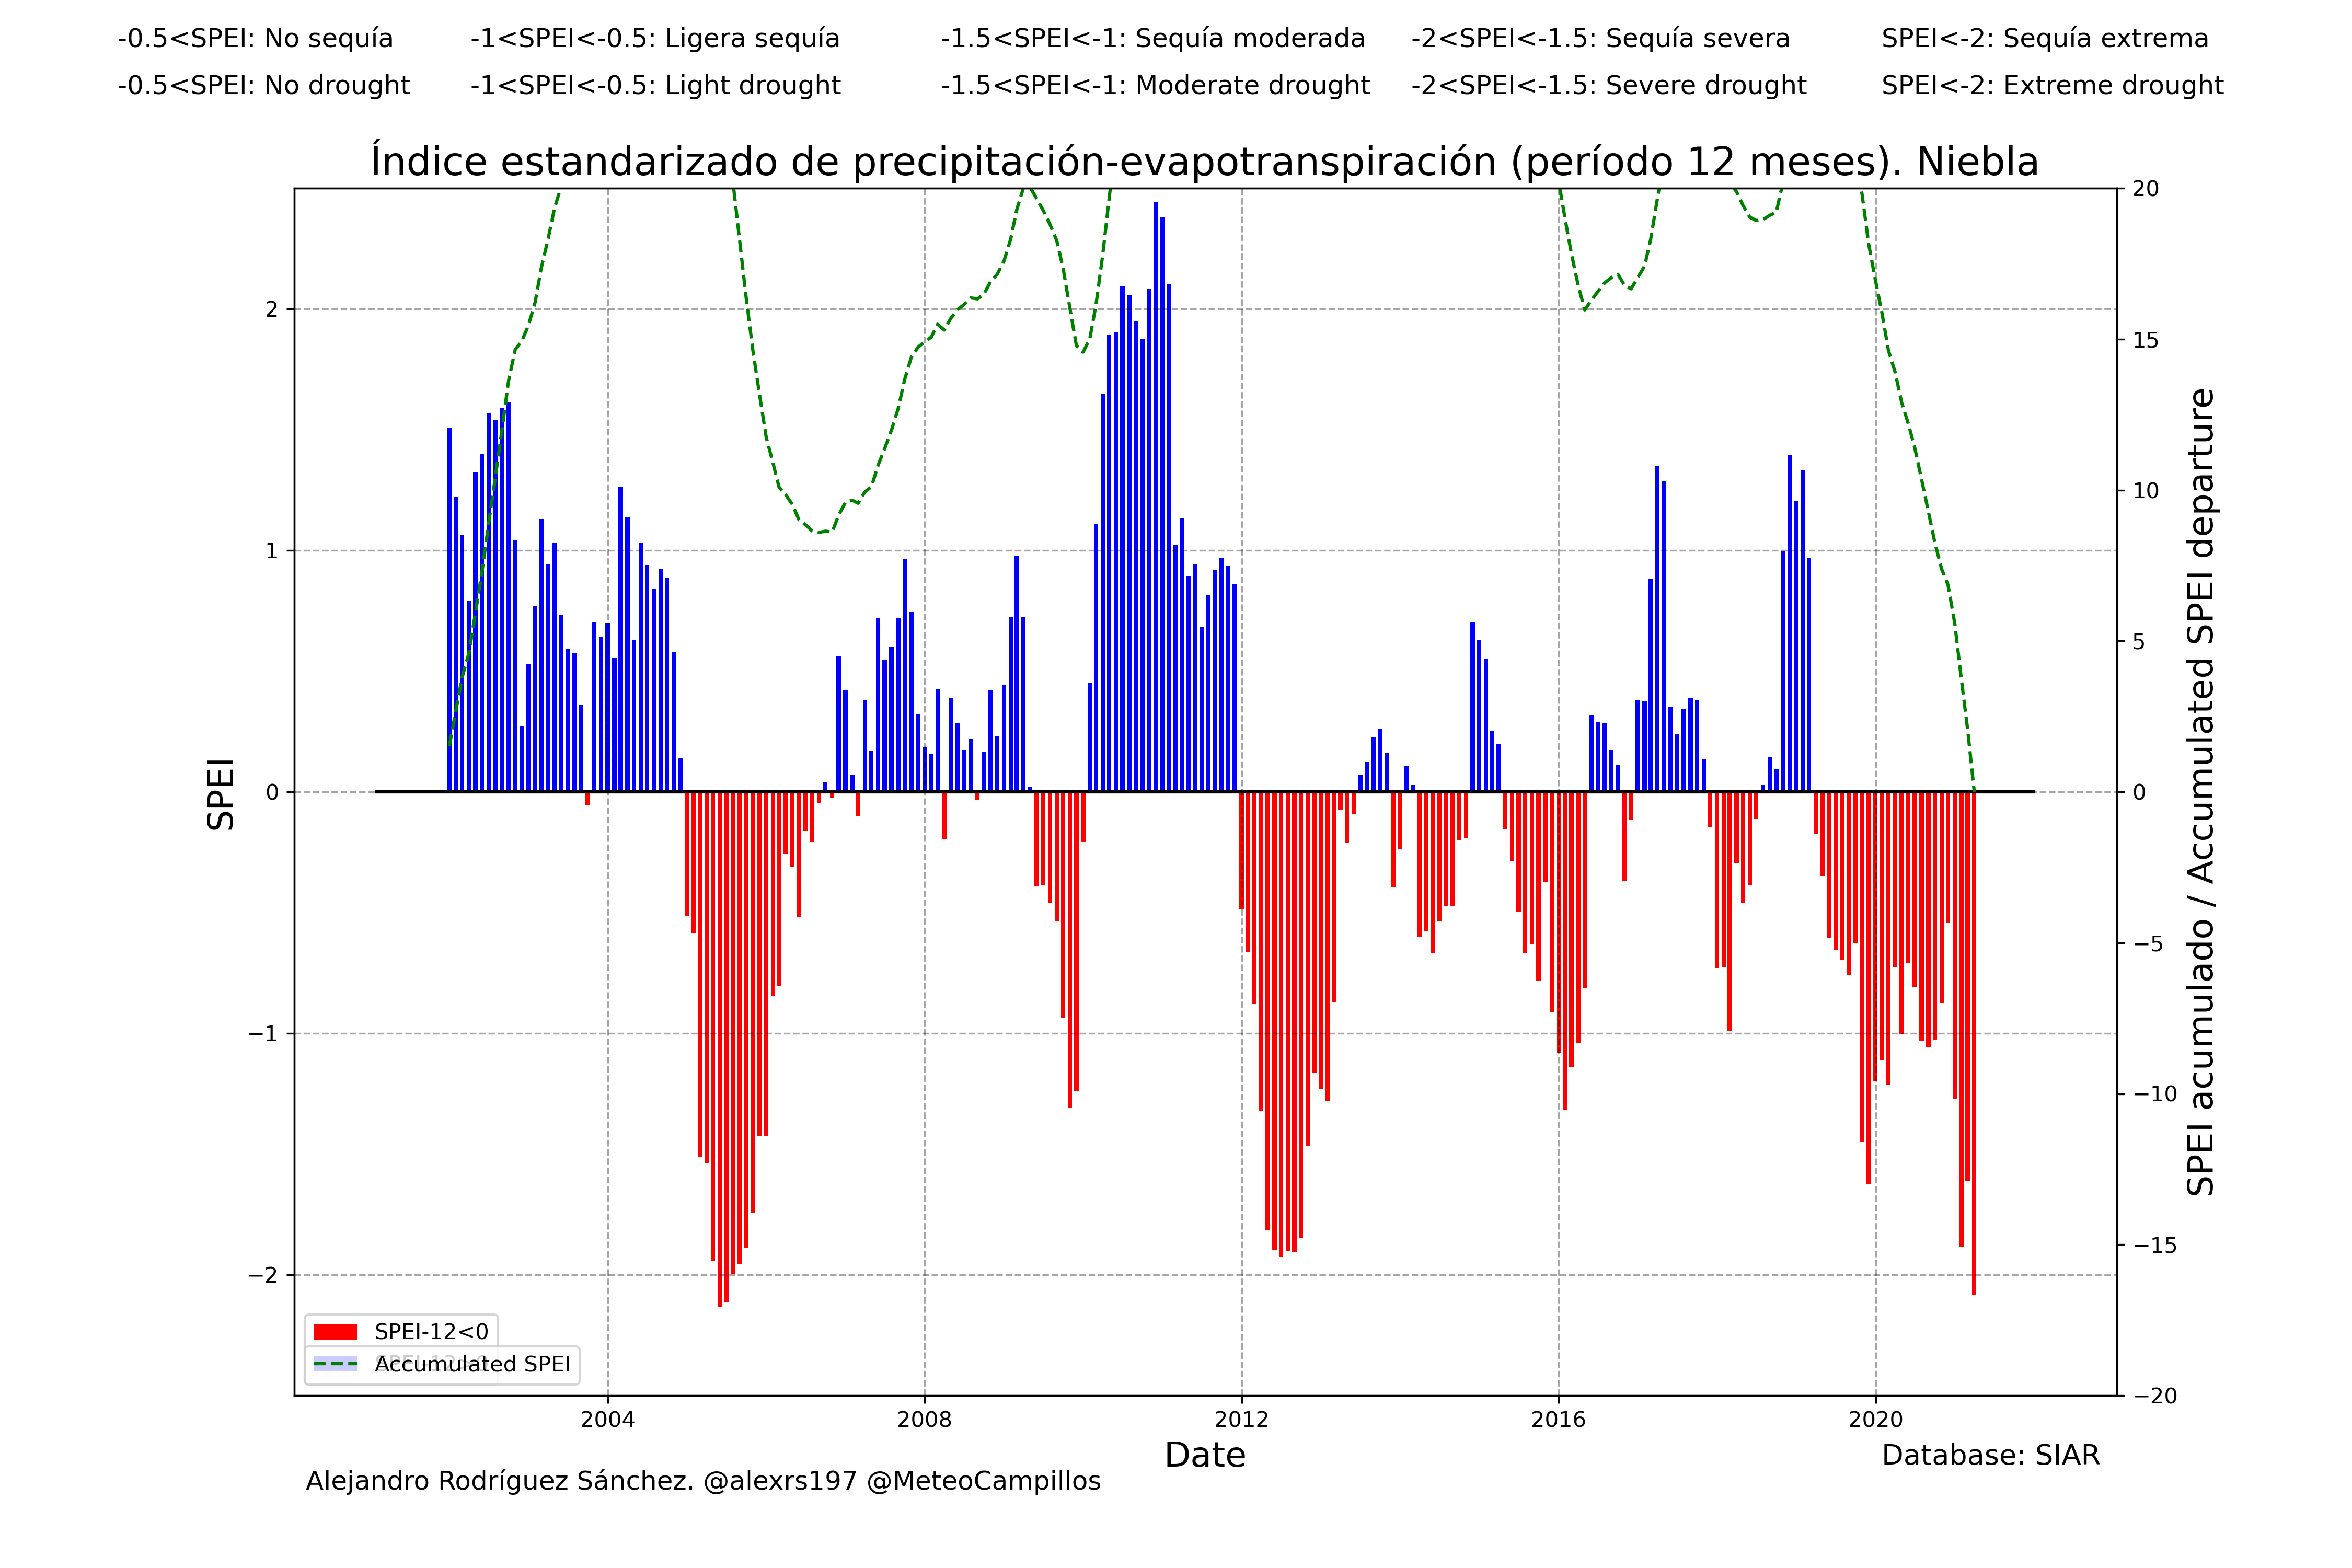 -0.5<SPEI: No sequía -1<SPEI<-0.5: Ligera sequía -1.5<SPEI<-1: Sequía moderada -2<SPEI<-1.5: Sequía severa SPEI<-2: Sequía extrema
-0.5<SPEI: No drought -1<SPEI<-0.5: Light drought -1.5<SPEI<-1: Moderate drought -2<SPEI<-1.5: Severe drought SPEI<-2: Extreme drought
Índice estandarizado de precipitación-evapotranspiración (período 12 meses). Niebla
SPEI
2
1
0
−1
−2
20
15
10
5
0
−5
−10
−15
−20
SPEI acumulado / Accumulated SPEI departure
SPEI-12<0
Accumulated SPEI
2004 2008 2012 2016 2020
Date
Database: SIAR
Alejandro Rodríguez Sánchez. @alexrs197 @MeteoCampillos